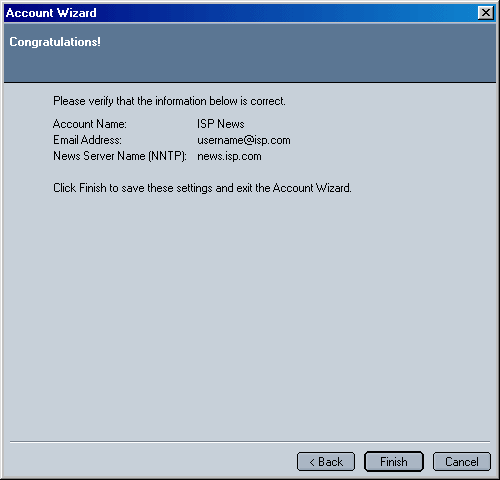 Account Wizard
Congratulations!
Please verify that the information below is correct.
Account Name: ISP News
Email Address: username@isp.com
News Server Name (NNTP): news.isp.com
Click Finish to save these settings and exit the Account Wizard.
< Back Finish Cancel